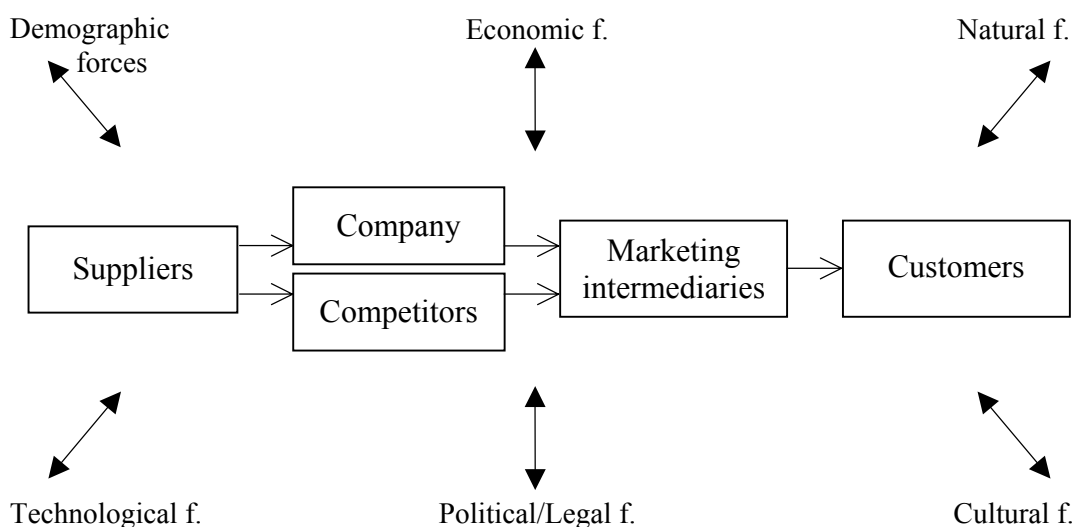 Demographic
forces
Economic f.
Natural f.
Suppliers
Company
Competitors
Marketing
intermediaries
Customers
Technological f.
Political/Legal f.
Cultural f.